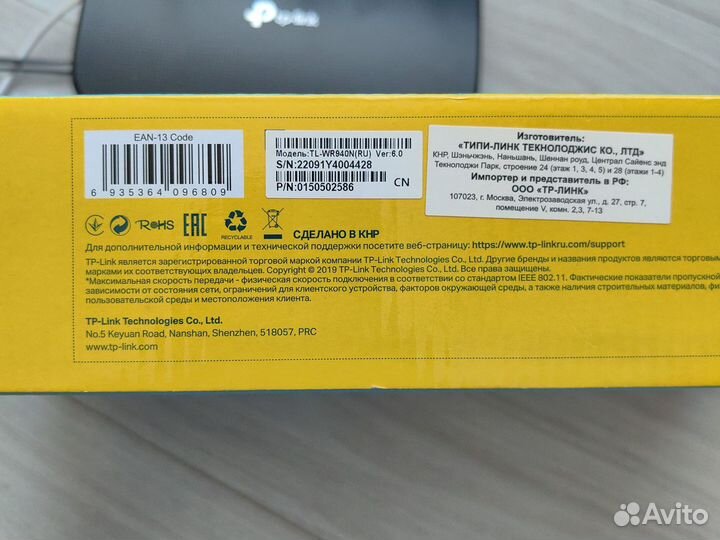 tp-link
EAN-13 Code
6 935364 096809
Модель:TL-WR940N(RU) Ver:6.0
S/N:22091Y4004428
P/N:0150502586 CN
Изготовитель:
«ТИПИ-ЛИНК ТЕКНОЛОДЖИС КО., ЛТД»
КНР, Шэньчжэнь, Наньшань, Шеннан роуд, Централ Сайенс энд
Текнолоджи Парк, строение 24 (этаж 1, 3, 4, 5) и 28 (этажи 1-4)
Импортер и представитель в РФ:
ООО «ТР-ЛИНК»
107023, г. Москва, Электрозаводская ул., д. 27, стр. 7,
помещение V, комн. 2,3, 7-13
RoHS EAC RECYCLABLE
СДЕЛАНО В КНР
Для дополнительной информации и технической поддержки посетите веб-страницу: https://www.tp-linkru.com/support
TP-Link является зарегистрированной торговой маркой компании TP-Link Technologies Co., Ltd. Другие бренды и названия продуктов являются торговым
марками их соответствующих владельцев. Copyright © 2019 TP-Link Technologies Co., Ltd. Все права защищены.
*Максимальная скорость передачи - физическая скорость подключения в соответствии со стандартом IEEE 802.11. Фактические показатели пропускной
зависимости от состояния сети, ограничений для клиентского устройства, факторов окружающей среды, а также наличия строительных материалов, физ
пользовательской среды и местоположения клиента.
TP-Link Technologies Co., Ltd.
No.5 Keyuan Road, Nanshan, Shenzhen, 518057, PRC
www.tp-link.com
Avito